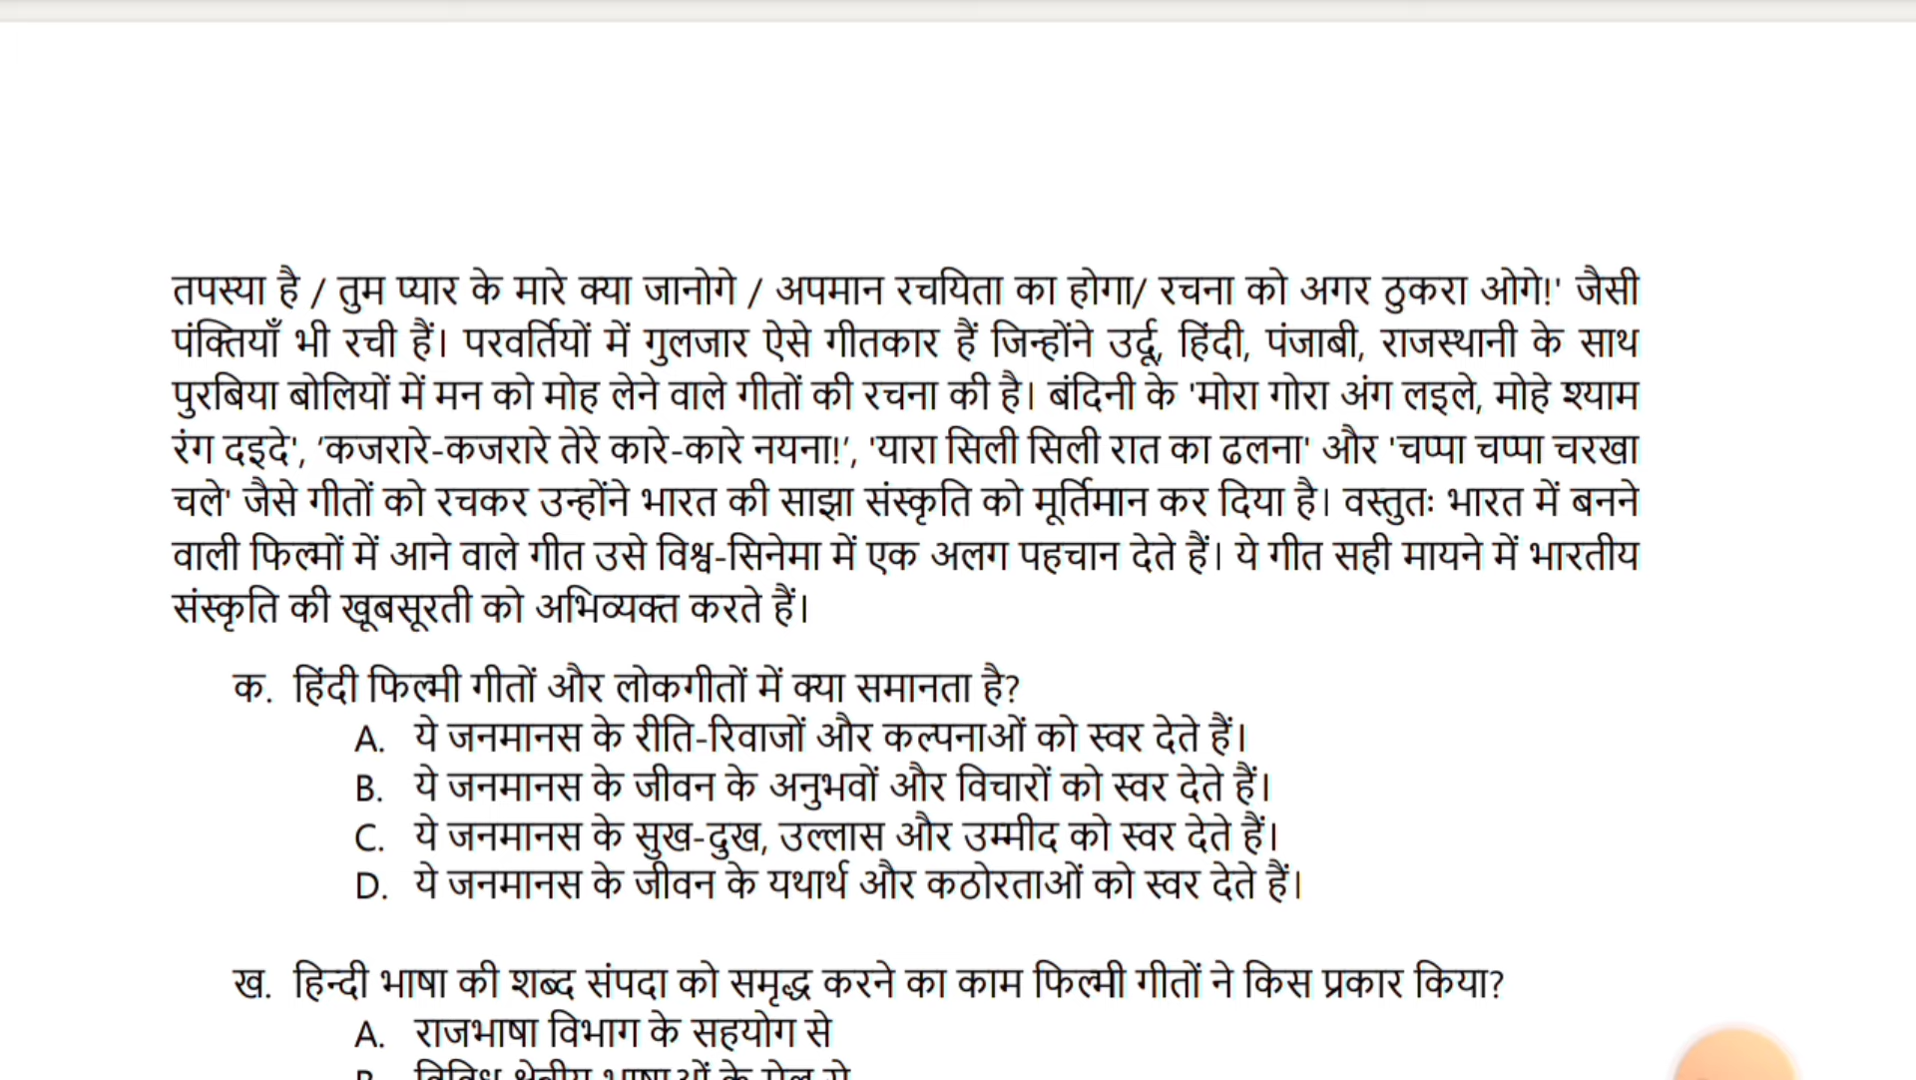 तपस्या है / तुम प्यार के मारे क्या जानोगे / अपमान रचयिता का होगा/ रचना को अगर ठुकरा ओगे!' जैसी
पंक्तियाँ भी रची हैं। परवर्तियों में गुलजार ऐसे गीतकार हैं जिन्होंने उर्दू, हिंदी, पंजाबी, राजस्थानी के साथ
पुरबिया बोलियों में मन को मोह लेने वाले गीतों की रचना की है। बंदिनी के 'मोरा गोरा अंग लइले, मोहे श्याम
रंग दइदे', ‘कजरारे-कजरारे तेरे कारे-कारे नयना!’, 'यारा सिली सिली रात का ढलना' और 'चप्पा चप्पा चरखा
चले' जैसे गीतों को रचकर उन्होंने भारत की साझा संस्कृति को मूर्तिमान कर दिया है। वस्तुतः भारत में बनने
वाली फिल्मों में आने वाले गीत उसे विश्व-सिनेमा में एक अलग पहचान देते हैं। ये गीत सही मायने में भारतीय
संस्कृति की खूबसूरती को अभिव्यक्त करते हैं।
क. हिंदी फिल्मी गीतों और लोकगीतों में क्या समानता है?
A. ये जनमानस के रीति-रिवाजों और कल्पनाओं को स्वर देते हैं।
B. ये जनमानस के जीवन के अनुभवों और विचारों को स्वर देते हैं।
C. ये जनमानस के सुख-दुख, उल्लास और उम्मीद को स्वर देते हैं।
D. ये जनमानस के जीवन के यथार्थ और कठोरताओं को स्वर देते हैं।
ख. हिन्दी भाषा की शब्द संपदा को समृद्ध करने का काम फिल्मी गीतों ने किस प्रकार किया?
A. राजभाषा विभाग के सहयोग से
B. विविध क्षेत्रीय भाषाओं के मेल से